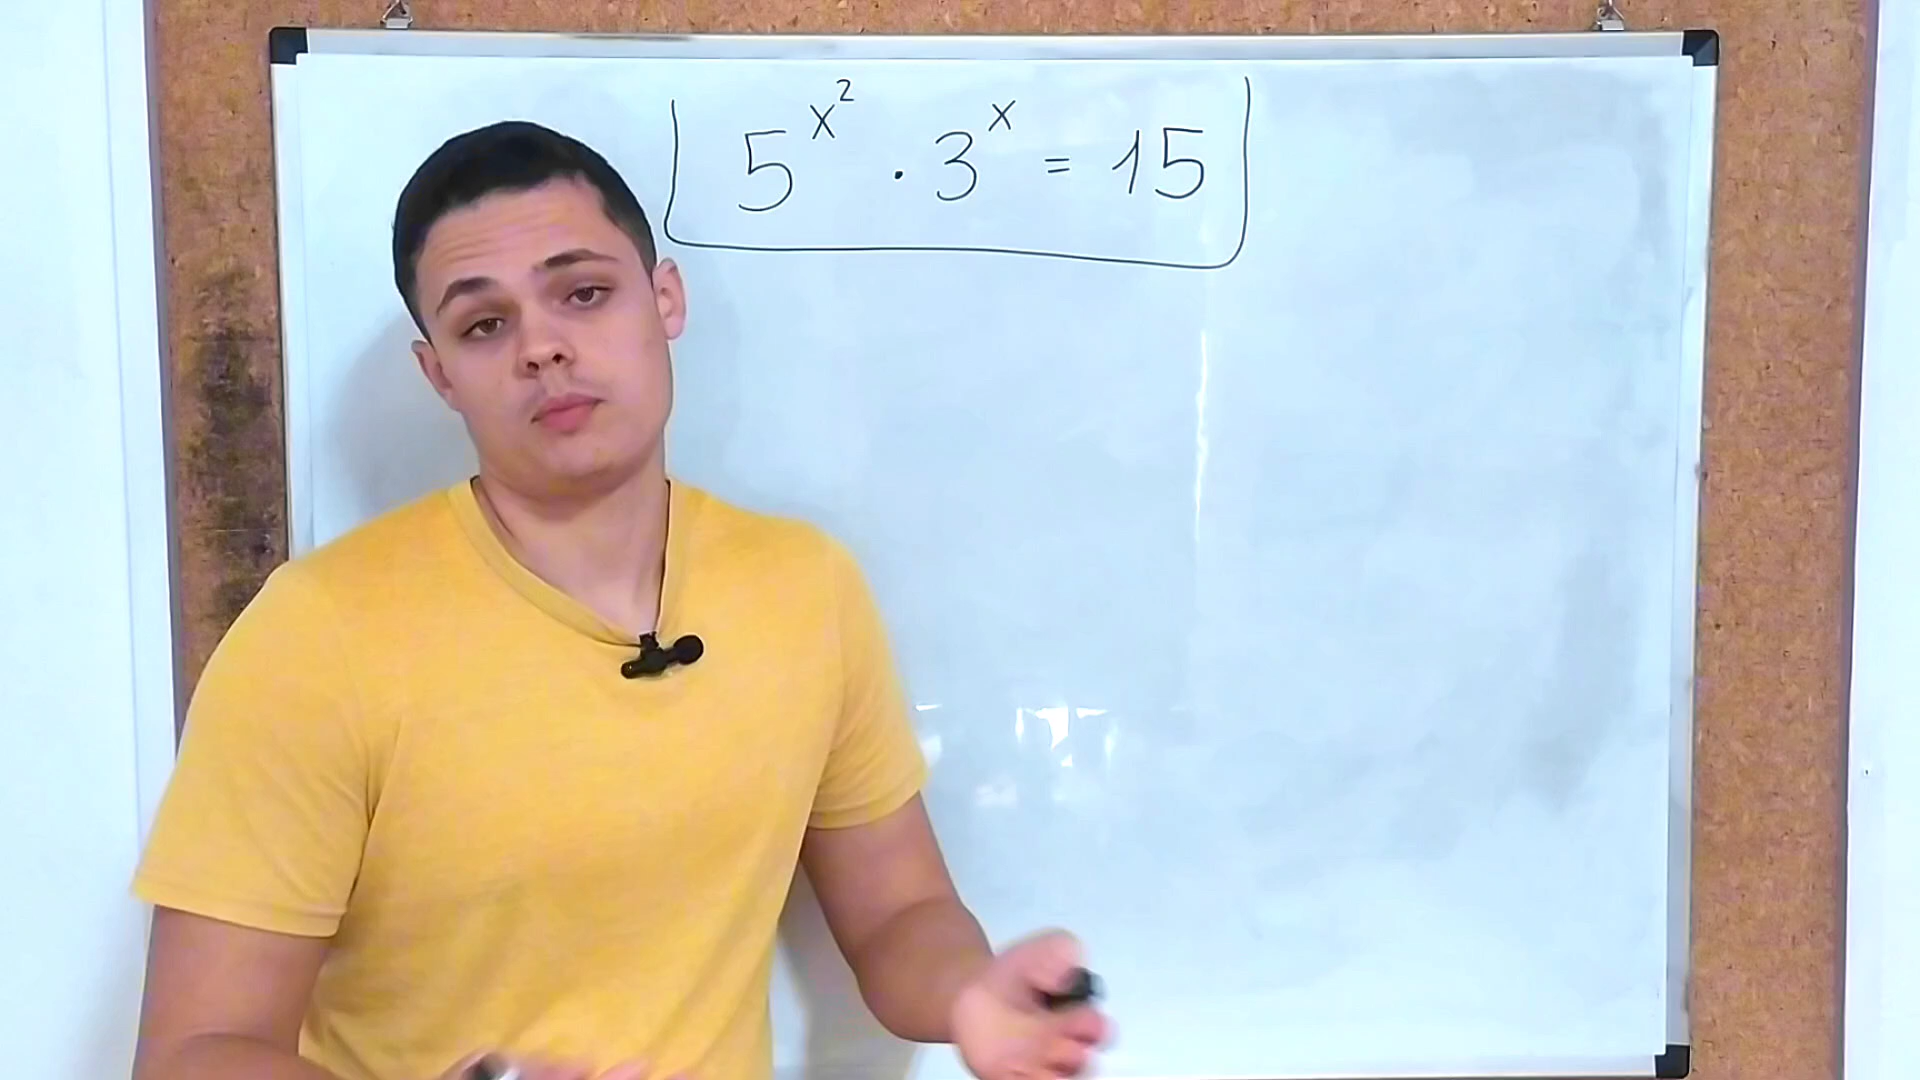 5^{x^2} · 3^x = 15